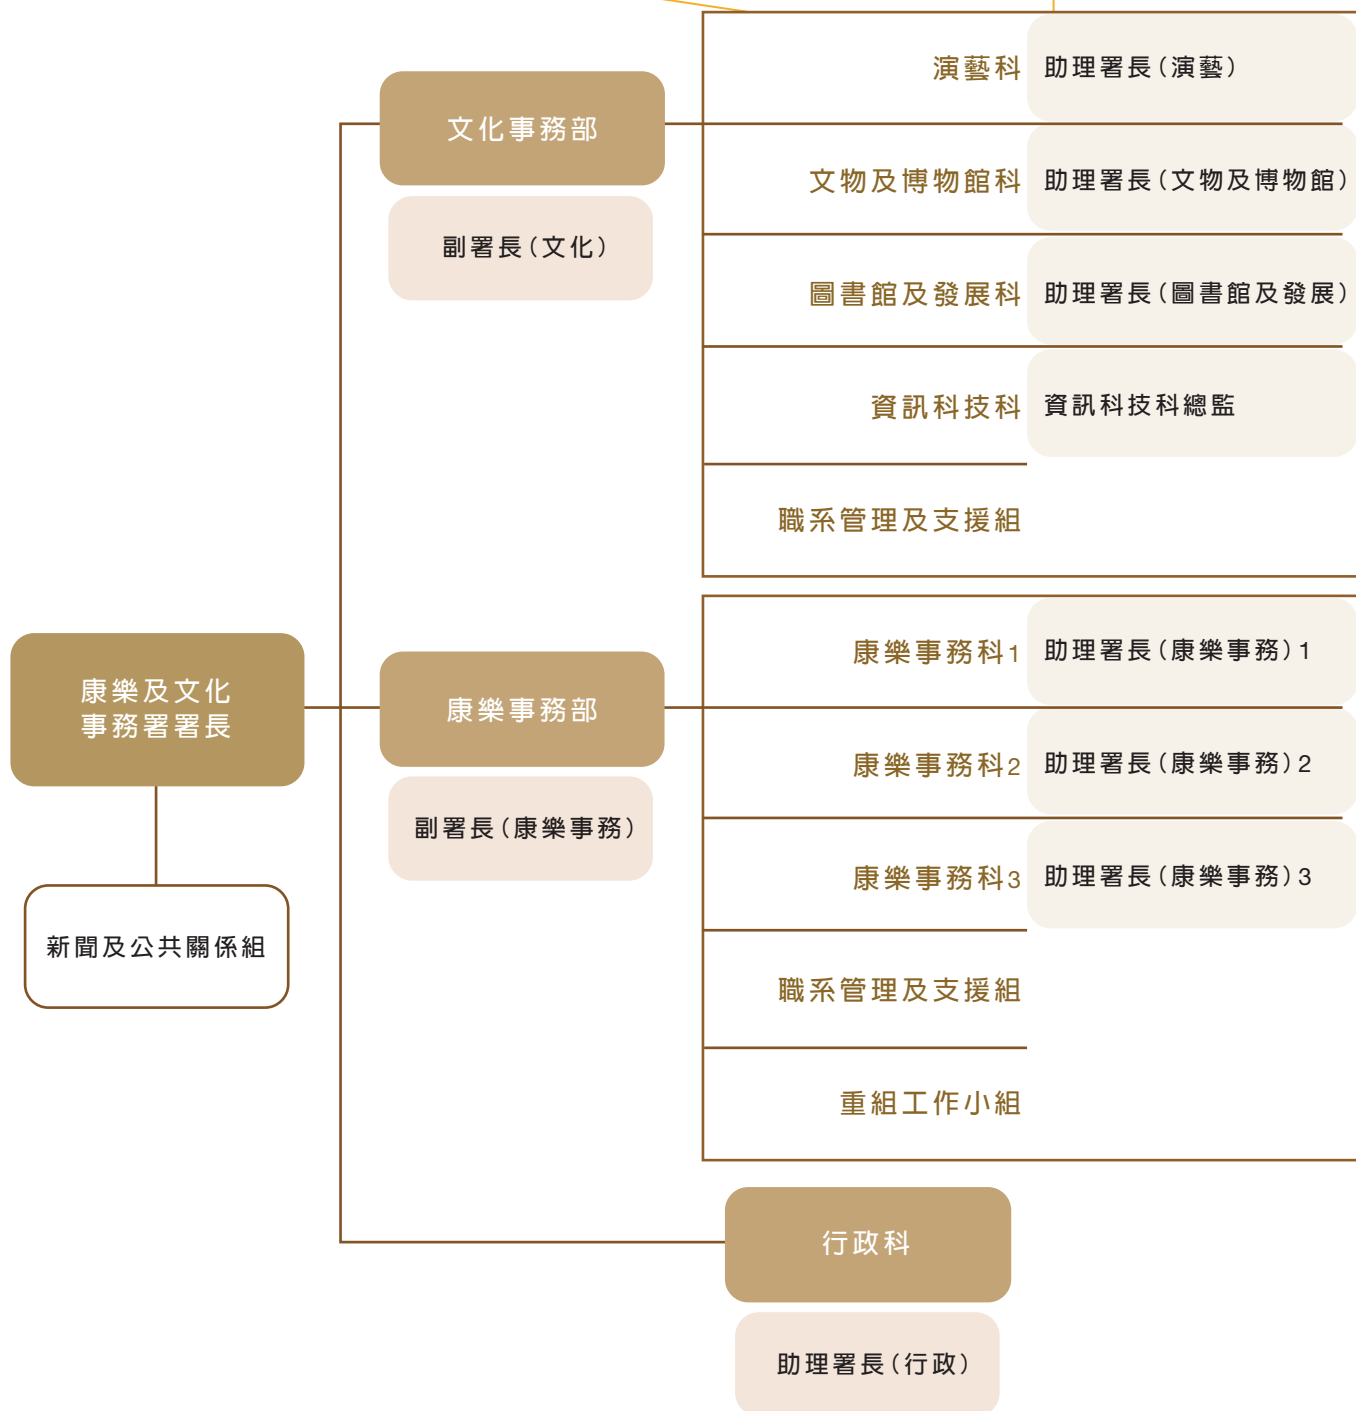 演藝科 助理署長(演藝)
文化事務部
副署長(文化)
文物及博物館科 助理署長(文物及博物館)
圖書館及發展科 助理署長(圖書館及發展)
資訊科技科 資訊科技科總監
職系管理及支援組
康樂及文化
事務署署長
新聞及公共關係組
康樂事務部
副署長(康樂事務)
康樂事務科1 助理署長(康樂事務)1
康樂事務科2 助理署長(康樂事務)2
康樂事務科3 助理署長(康樂事務)3
職系管理及支援組
重組工作小組
行政科
助理署長(行政)